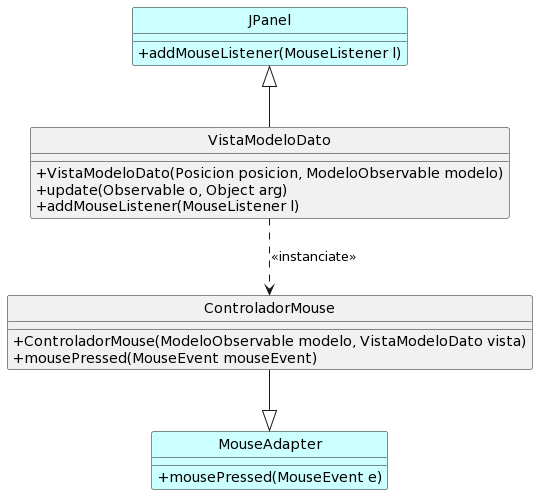 JPanel
+addMouseListener(MouseListener l)
VistaModeloDato
+VistaModeloDato(Posicion posicion, ModeloObservable modelo)
+update(Observable o, Object arg)
+addMouseListener(MouseListener l)
«instanciate»
ControladorMouse
+ControladorMouse(ModeloObservable modelo, VistaModeloDato vista)
+mousePressed(MouseEvent mouseEvent)
MouseAdapter
+mousePressed(MouseEvent e)